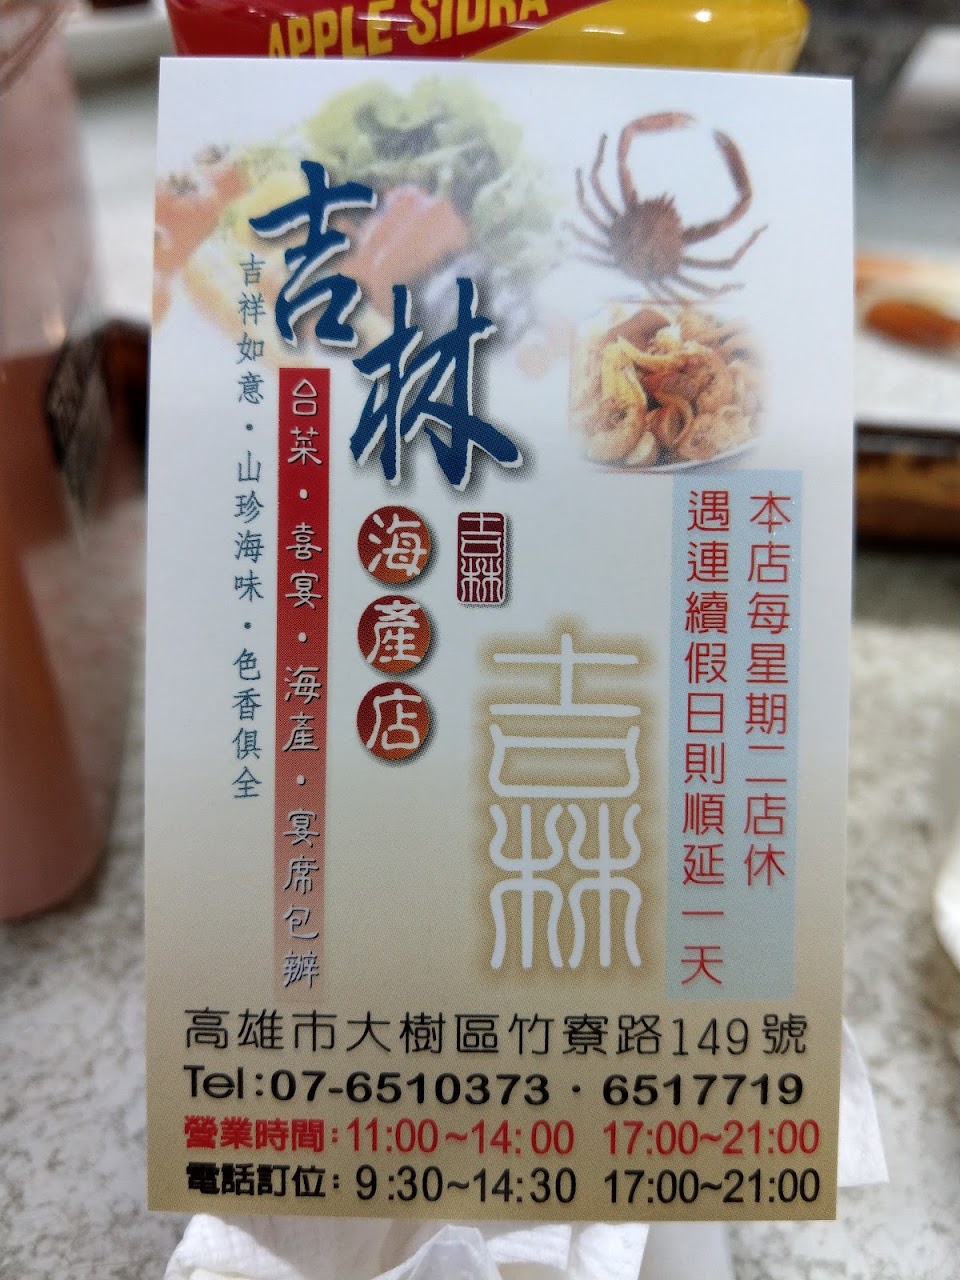 APPLE SIDRA
吉林
海產店
吉林
吉祥如意・山珍海味・色香俱全
台菜・喜宴・海產・宴席包辦
吉林
本店每星期二店休
遇連續假日則順延一天
高雄市大樹區竹寮路149號
Tel:07-6510373・6517719
營業時間:11:00~14:00 17:00~21:00
電話訂位:9:30~14:30 17:00~21:00